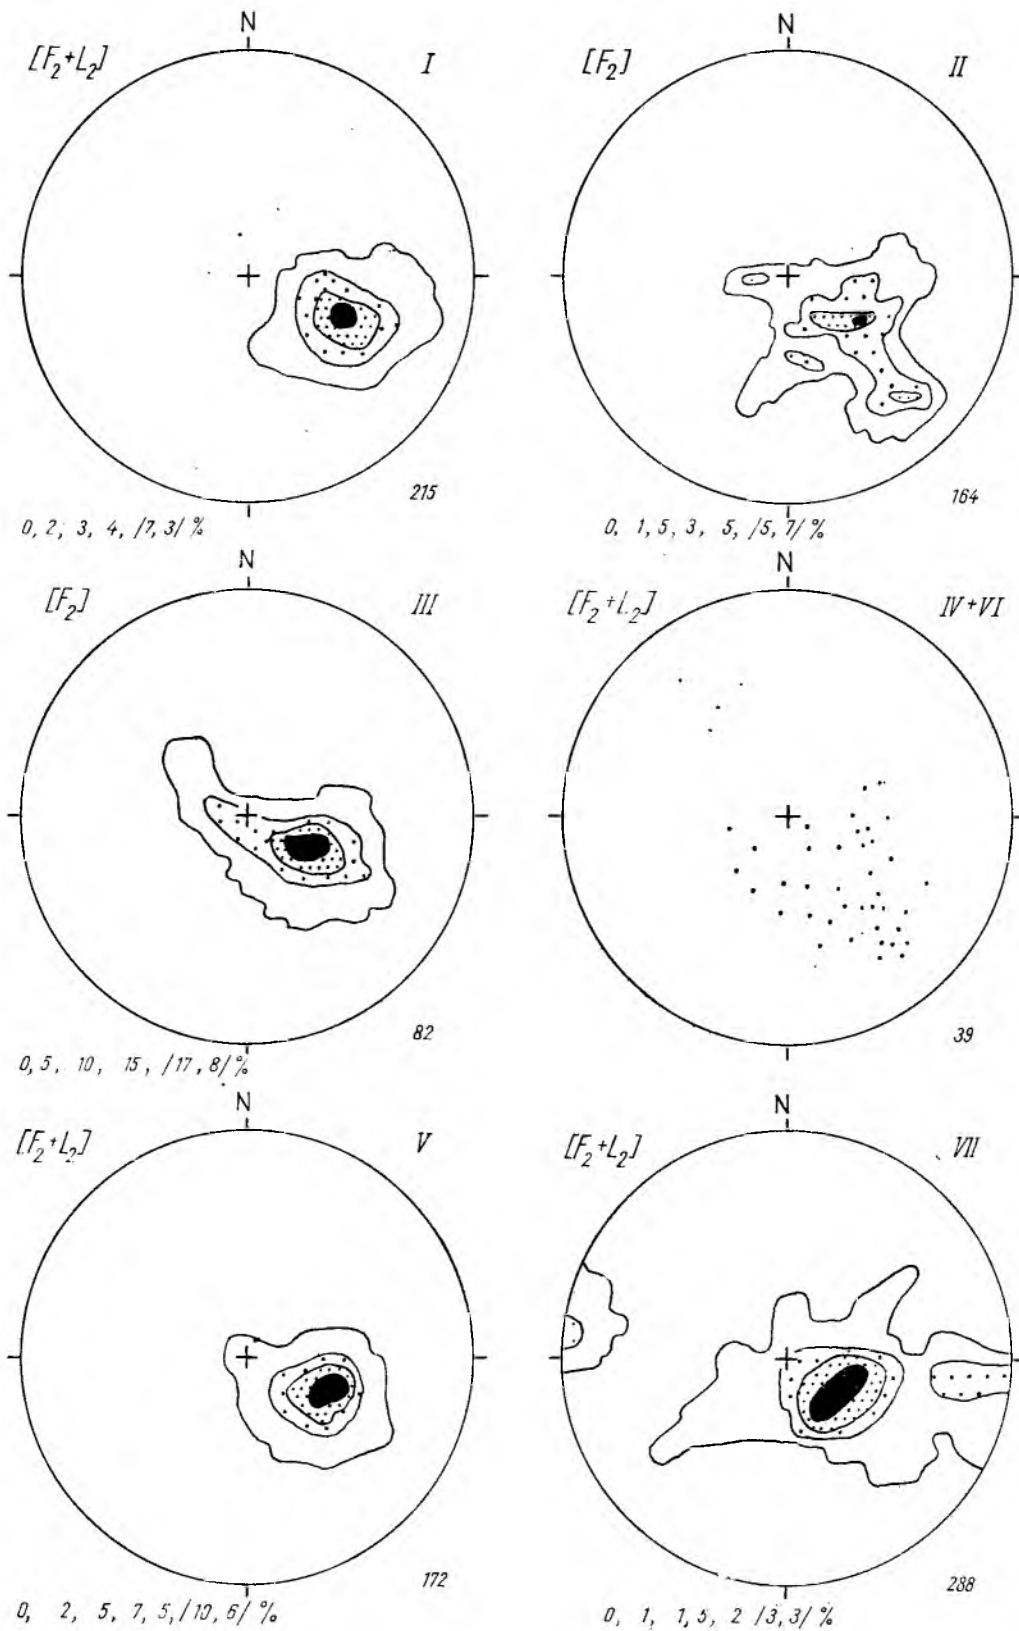 N N
[F₂+L₂] I [F₂] II
215 164
0, 2, 3, 4, /7, 3/ % 0, 1, 5, 3, 5, /5, 7/ %
N N
[F₂] III [F₂+L₂] IV+VI
82 39
0, 5, 10, 15, /17, 8/ %
N N
[F₂+L₂] V [F₂+L₂] VII
172 288
0, 2, 5, 7, 5, /10, 6/ % 0, 1, 1, 5, 2 /3, 3/ %